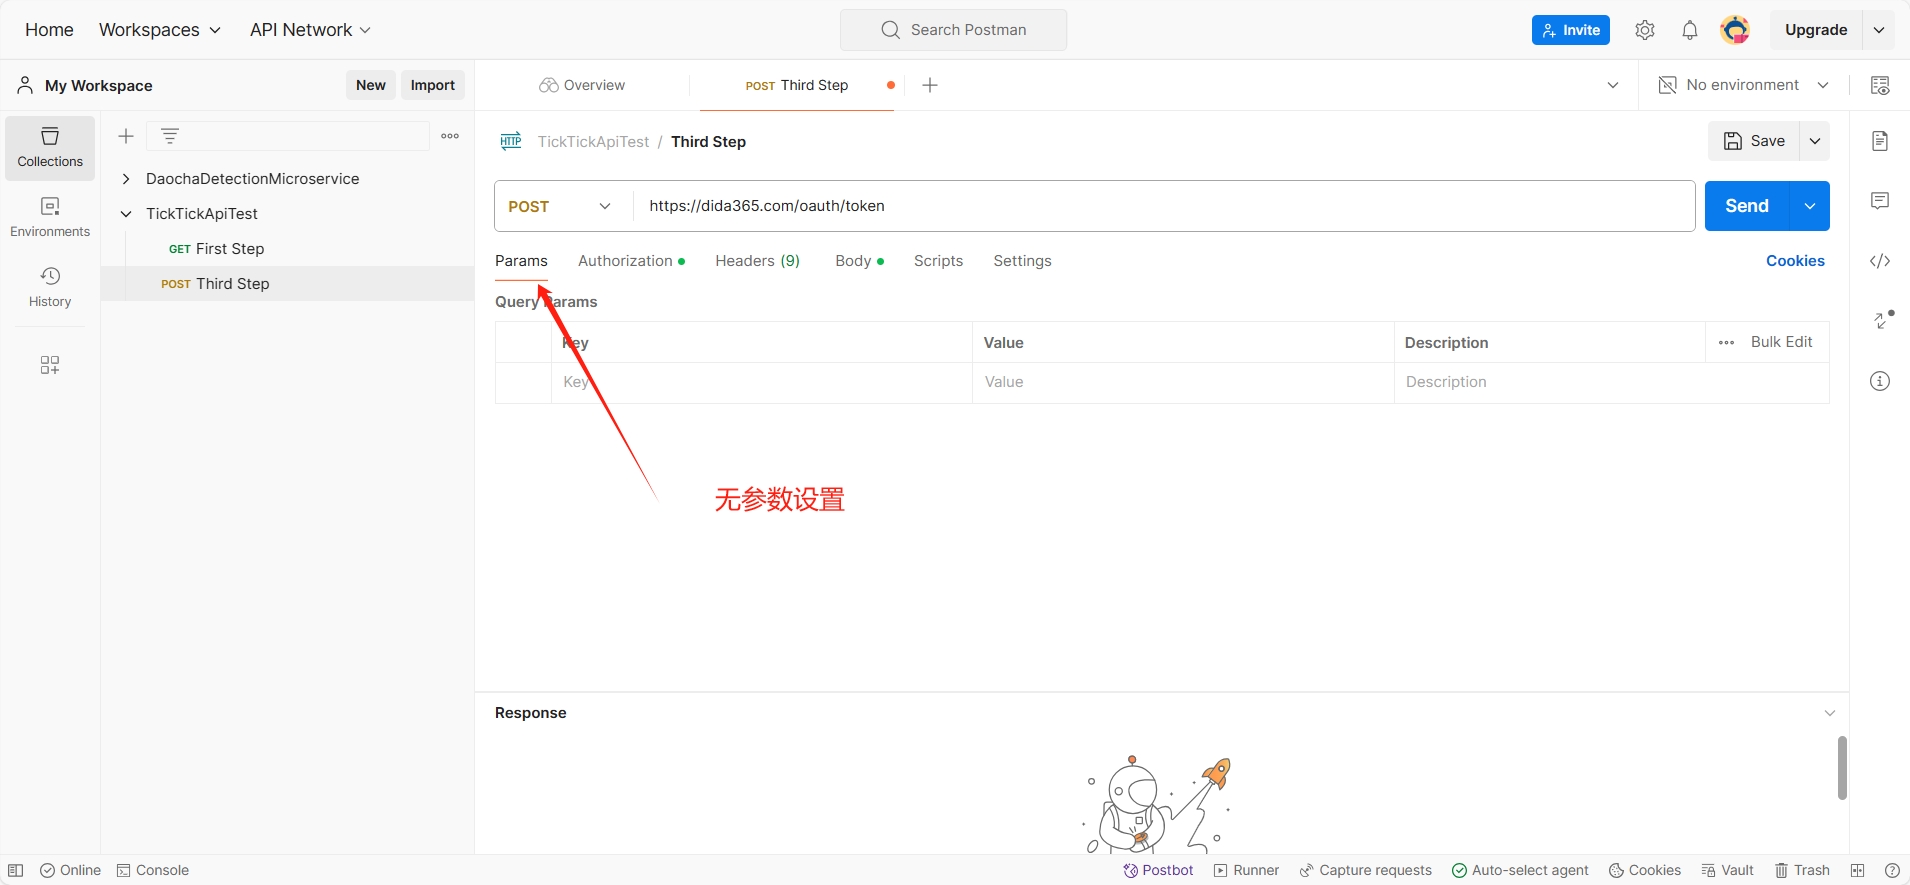 Home Workspaces API Network Search Postman Invite Upgrade
My Workspace New Import Overview POST Third Step No environment
Collections
Environments
History
DaochaDetectionMicroservice
TickTickApiTest
GET First Step
POST Third Step
HTTP TickTickApiTest / Third Step Save
POST https://dida365.com/oauth/token Send
Params Authorization Headers (9) Body Scripts Settings Cookies
Query Params
Key Value Description Bulk Edit
Key Value Description
无参数设置
Response
Online Console Postbot Runner Capture requests Auto-select agent Cookies Vault Trash